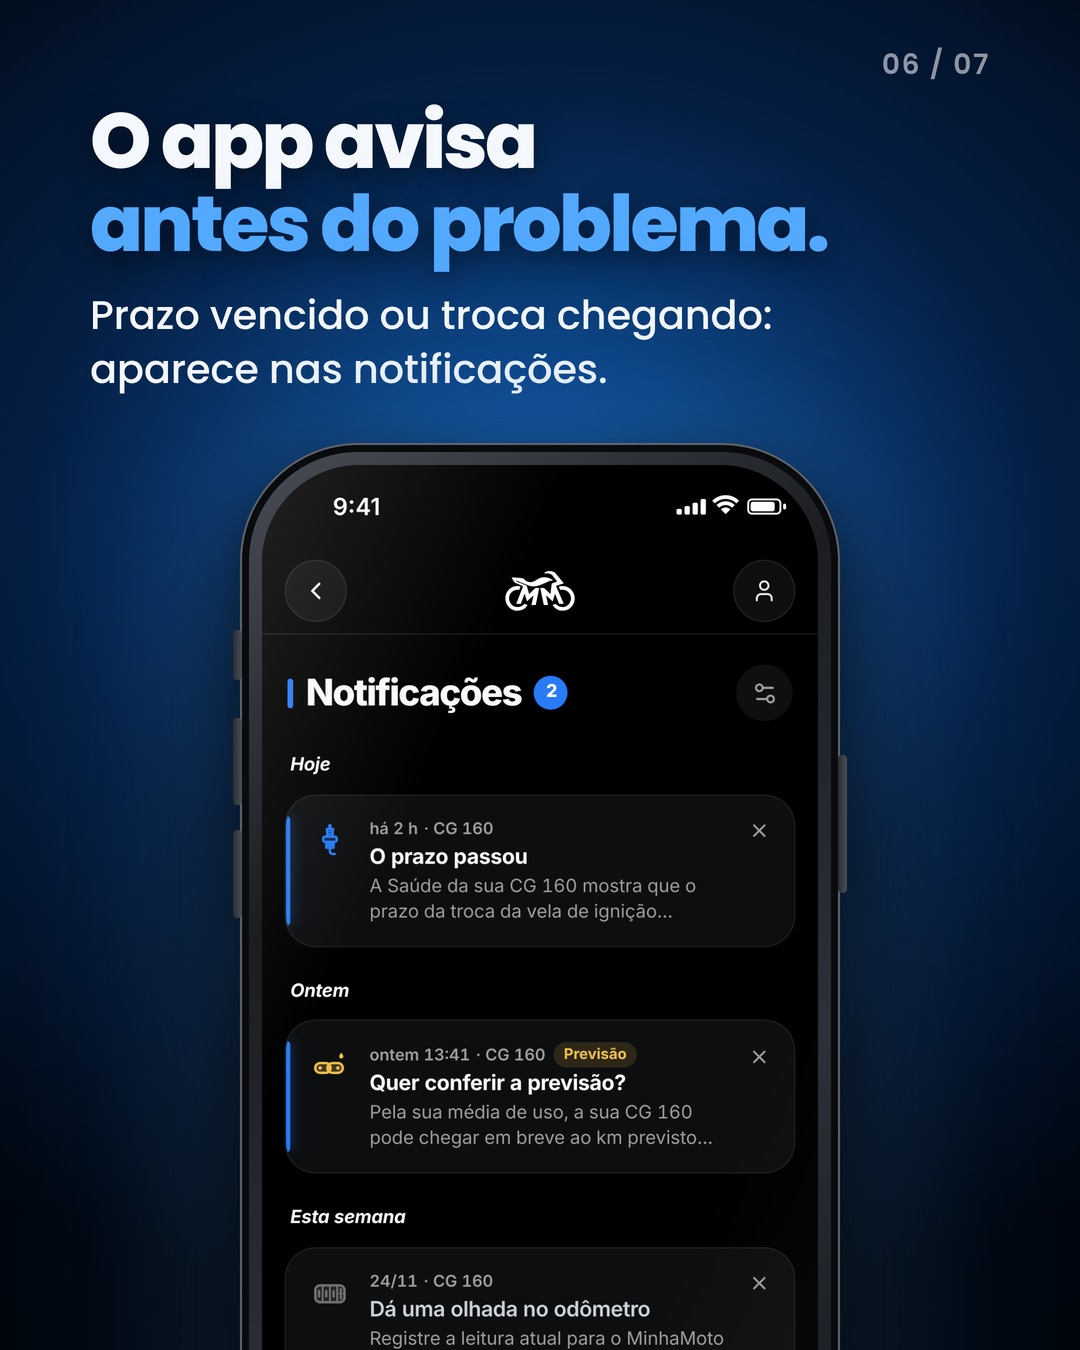 06 / 07
O app avisa
antes do problema.
Prazo vencido ou troca chegando:
aparece nas notificações.
9:41
MM
Notificações 2
Hoje
há 2 h · CG 160
O prazo passou
A Saúde da sua CG 160 mostra que o
prazo da troca da vela de ignição...
Ontem
ontem 13:41 · CG 160 Previsão
Quer conferir a previsão?
Pela sua média de uso, a sua CG 160
pode chegar em breve ao km previsto...
Esta semana
24/11 · CG 160
Dá uma olhada no odômetro
Registre a leitura atual para o MinhaMoto